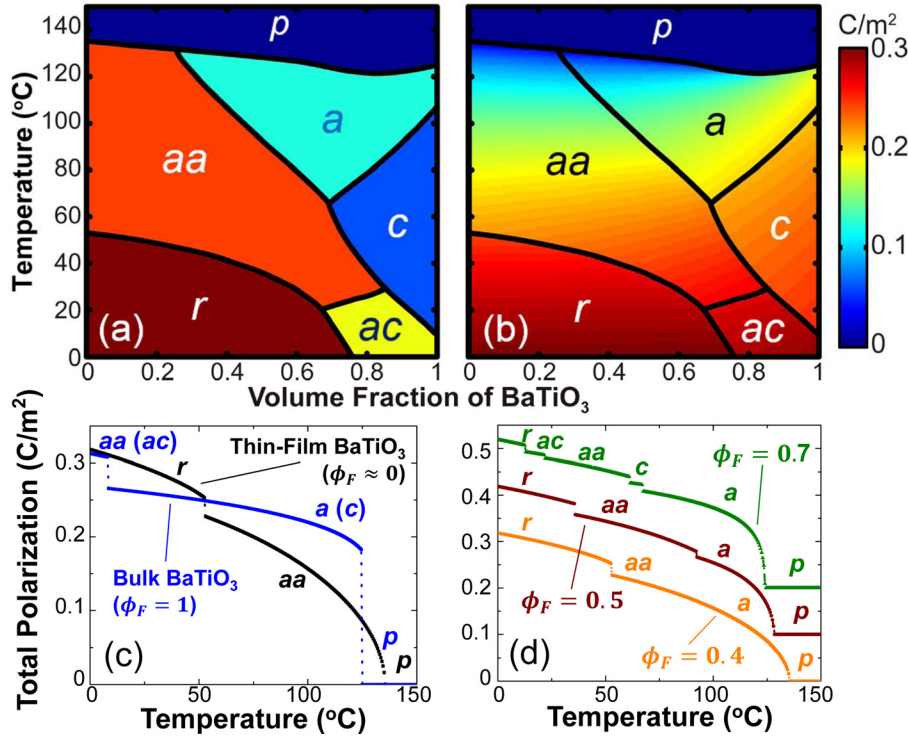 C/m²
140
120
100
80
60
40
20
0
Temperature (°C)
p
a
aa
c
r
ac
(a)
0 0.2 0.4 0.6 0.8 1
p
a
aa
c
r
ac
(b)
0 0.2 0.4 0.6 0.8 1
0.3
0.2
0.1
0
Volume Fraction of BaTiO₃
Total Polarization (C/m²)
0.3
0.2
0.1
0
aa (ac)
r
Thin-Film BaTiO₃
(ϕ_F ≈ 0)
a (c)
Bulk BaTiO₃
(ϕ_F = 1)
aa
p
p
(c)
0 50 100 150
Temperature (°C)
0.5
0.4
0.3
0.2
0.1
0
r ac aa c a
ϕ_F = 0.7
r
aa
a
p
ϕ_F = 0.5
r
aa
a
p
ϕ_F = 0.4
p
(d)
0 50 100 150
Temperature (°C)